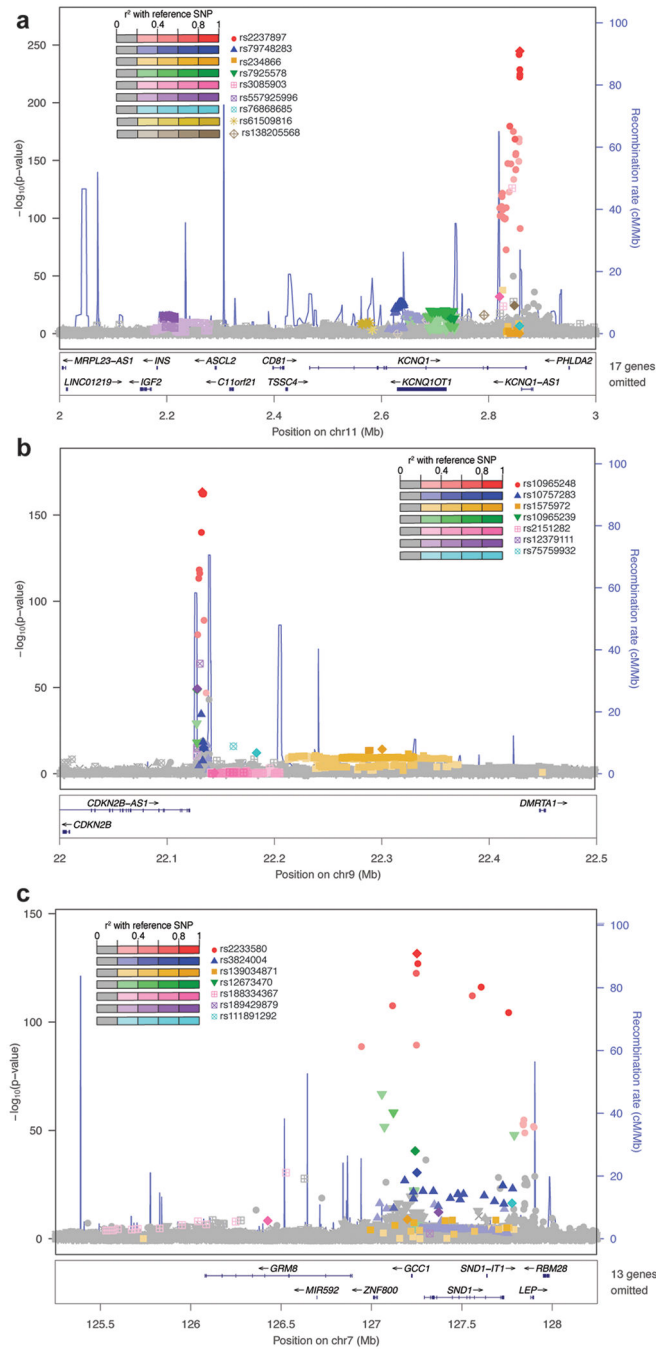 a
r² with reference SNP
0 0.4 0.8 1
rs2237897
rs79748283
rs234866
rs7925578
rs3085903
rs557925996
rs76868685
rs61509816
rs138205568
250
200
150
100
50
0
−log10(p-value)
100
80
60
40
20
0
Recombination rate (cM/Mb)
←MRPL23−AS1 ←INS ←ASCL2 CD81→ KCNQ1→ PHLDA2←
LINC01219→ ←IGF2 ←C11orf21 TSSC4→ ←KCNQ1OT1 ←KCNQ1−AS1
17 genes
omitted
2 2.2 2.4 2.6 2.8 3
Position on chr11 (Mb)
b
r² with reference SNP
0 0.4 0.8 1
rs10965248
rs10757283
rs1575972
rs10965239
rs2151282
rs12379111
rs75759932
150
100
50
0
−log10(p-value)
100
80
60
40
20
0
Recombination rate (cM/Mb)
CDKN2B−AS1→ DMRTA1→
←CDKN2B
22 22.1 22.2 22.3 22.4 22.5
Position on chr9 (Mb)
c
r² with reference SNP
0 0.4 0.8 1
rs2233580
rs3824004
rs139034871
rs12673470
rs188334367
rs189429879
rs111891292
150
100
50
0
−log10(p-value)
100
80
60
40
20
0
Recombination rate (cM/Mb)
←GRM8 ←GCC1 SND1−IT1→ ←RBM28
←MIR592 ←ZNF800 SND1→ LEP→
13 genes
omitted
125.5 126 126.5 127 127.5 128
Position on chr7 (Mb)